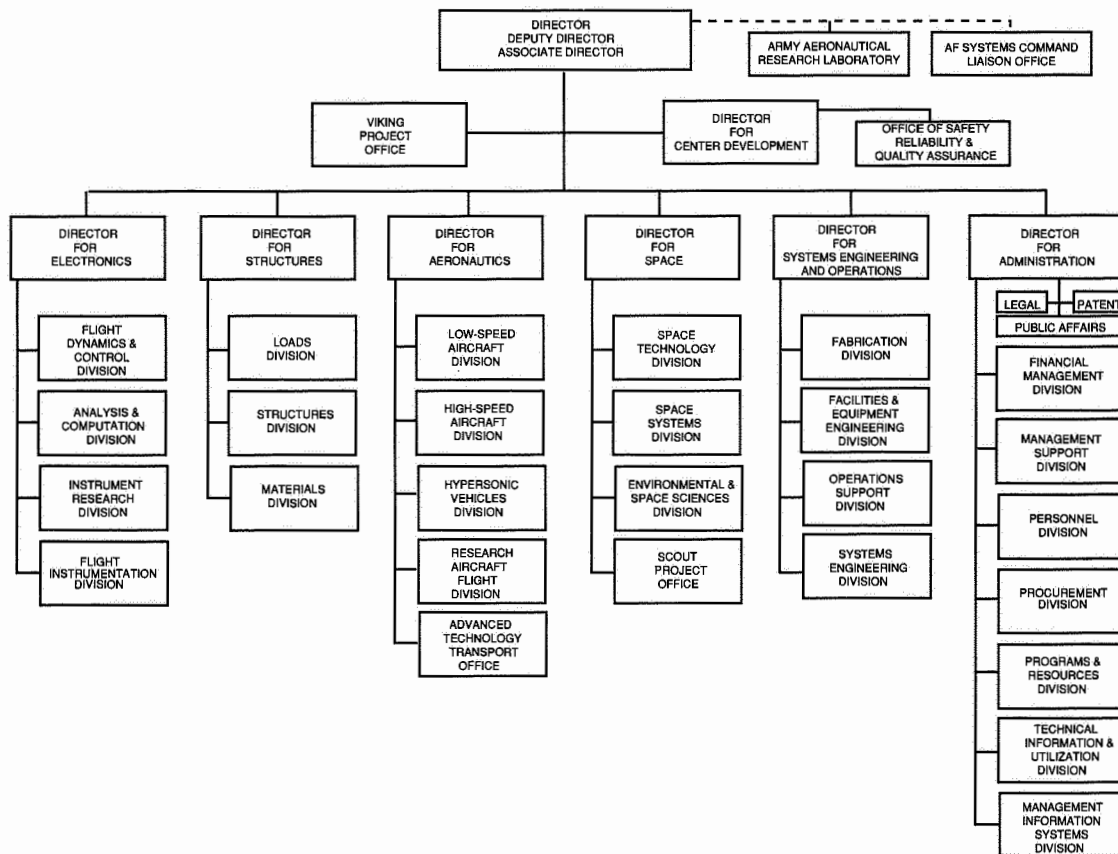 DIRECTOR
DEPUTY DIRECTOR
ASSOCIATE DIRECTOR
ARMY AERONAUTICAL
RESEARCH LABORATORY
AF SYSTEMS COMMAND
LIAISON OFFICE
VIKING
PROJECT
OFFICE
DIRECTOR
FOR
CENTER DEVELOPMENT
OFFICE OF SAFETY
RELIABILITY &
QUALITY ASSURANCE
DIRECTOR
FOR
ELECTRONICS
DIRECTOR
FOR
STRUCTURES
DIRECTOR
FOR
AERONAUTICS
DIRECTOR
FOR
SPACE
DIRECTOR
FOR
SYSTEMS ENGINEERING
AND OPERATIONS
DIRECTOR
FOR
ADMINISTRATION
FLIGHT
DYNAMICS &
CONTROL
DIVISION
ANALYSIS &
COMPUTATION
DIVISION
INSTRUMENT
RESEARCH
DIVISION
FLIGHT
INSTRUMENTATION
DIVISION
LOADS
DIVISION
STRUCTURES
DIVISION
MATERIALS
DIVISION
LOW-SPEED
AIRCRAFT
DIVISION
HIGH-SPEED
AIRCRAFT
DIVISION
HYPERSONIC
VEHICLES
DIVISION
RESEARCH
AIRCRAFT
FLIGHT
DIVISION
ADVANCED
TECHNOLOGY
TRANSPORT
OFFICE
SPACE
TECHNOLOGY
DIVISION
SPACE
SYSTEMS
DIVISION
ENVIRONMENTAL &
SPACE SCIENCES
DIVISION
SCOUT
PROJECT
OFFICE
FABRICATION
DIVISION
FACILITIES &
EQUIPMENT
ENGINEERING
DIVISION
OPERATIONS
SUPPORT
DIVISION
SYSTEMS
ENGINEERING
DIVISION
LEGAL
PATENT
PUBLIC AFFAIRS
FINANCIAL
MANAGEMENT
DIVISION
MANAGEMENT
SUPPORT
DIVISION
PERSONNEL
DIVISION
PROCUREMENT
DIVISION
PROGRAMS &
RESOURCES
DIVISION
TECHNICAL
INFORMATION &
UTILIZATION
DIVISION
MANAGEMENT
INFORMATION
SYSTEMS
DIVISION